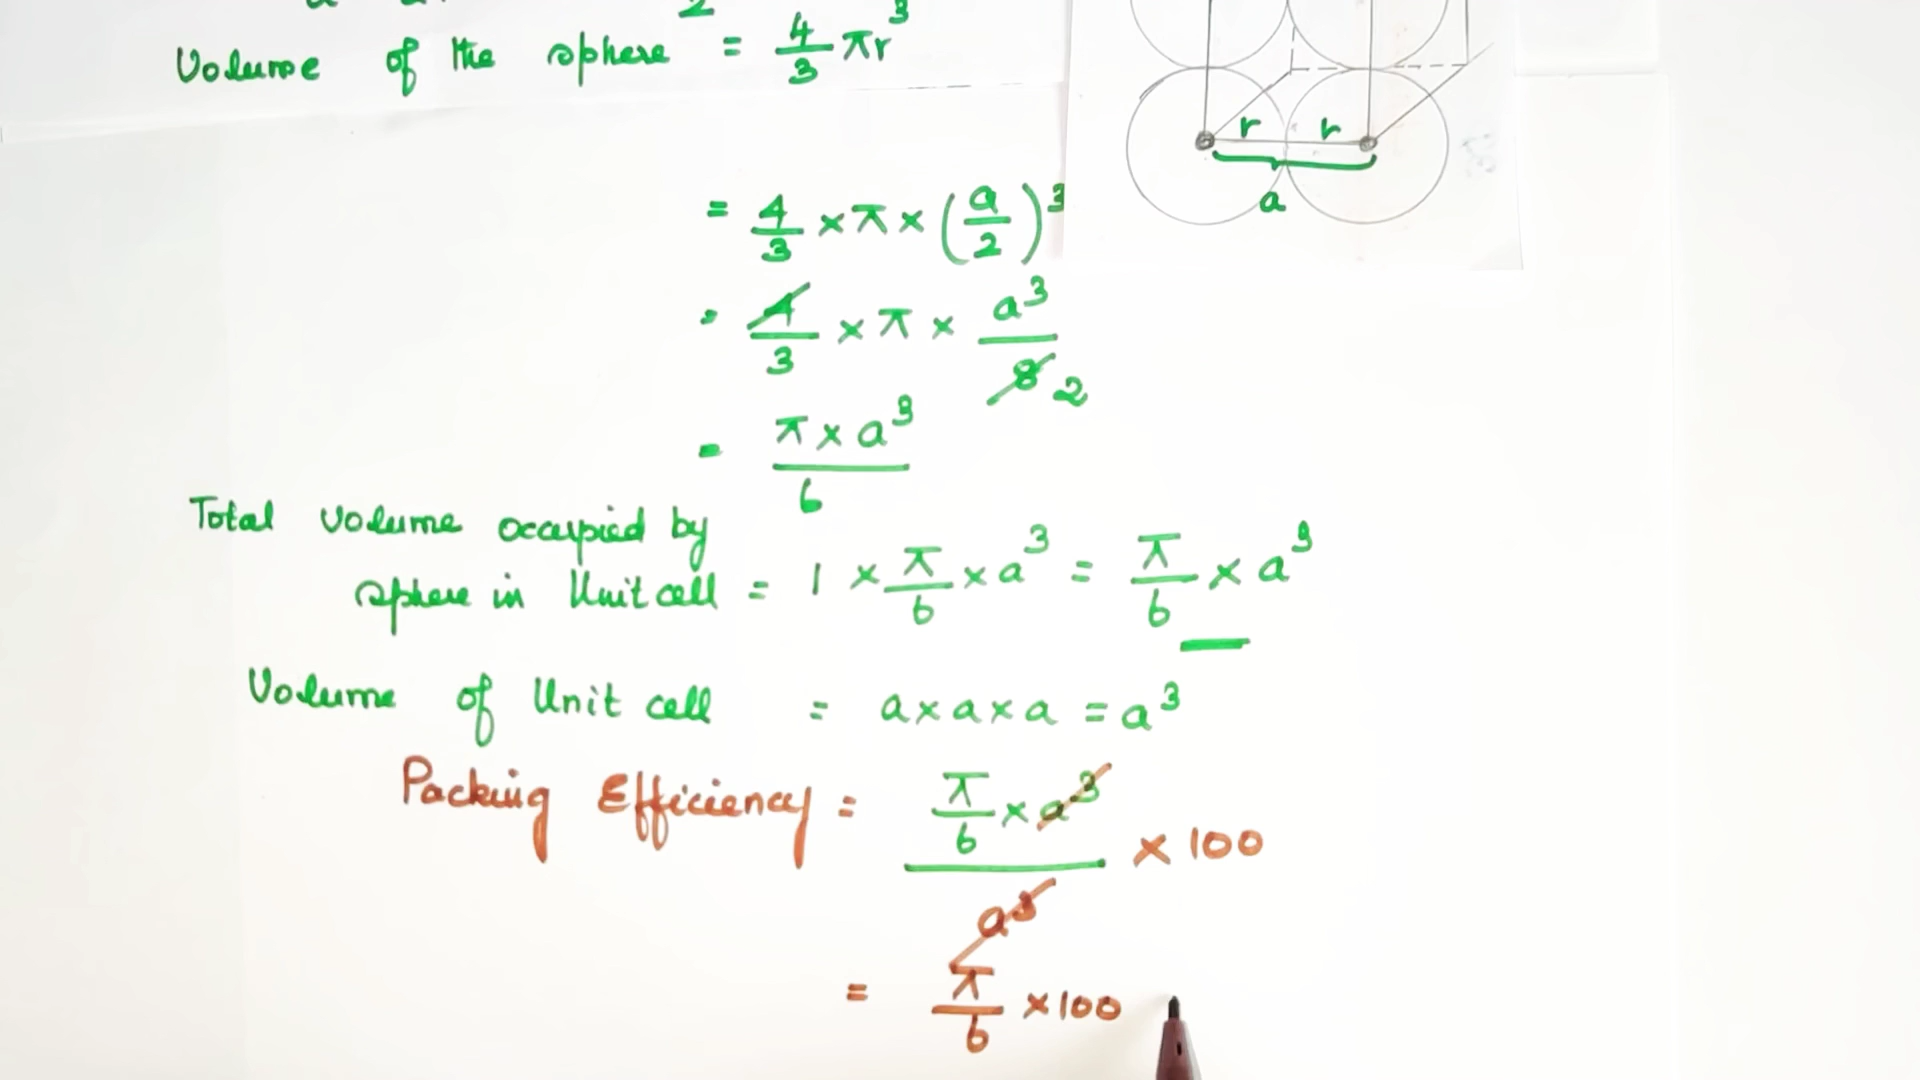 2
Volume of the sphere = 4/3 πr³
r r
a
= 4/3 × π × (a/2)³
= 4/3 × π × a³/8 2
= π × a³/6
Total volume occupied by
sphere in Unit cell = 1 × π/6 × a³ = π/6 × a³
Volume of Unit cell = a × a × a = a³
Packing Efficiency = (π/6 × a³)/a³ × 100
= π/6 × 100